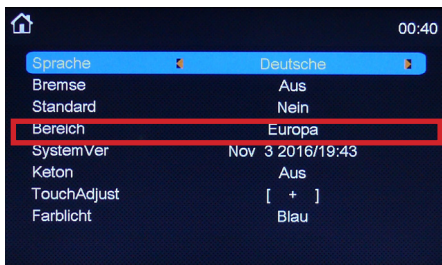 00:40
Sprache Deutsche
Bremse Aus
Standard Nein
Bereich Europa
SystemVer Nov 3 2016/19:43
Keton Aus
TouchAdjust [ + ]
Farblicht Blau